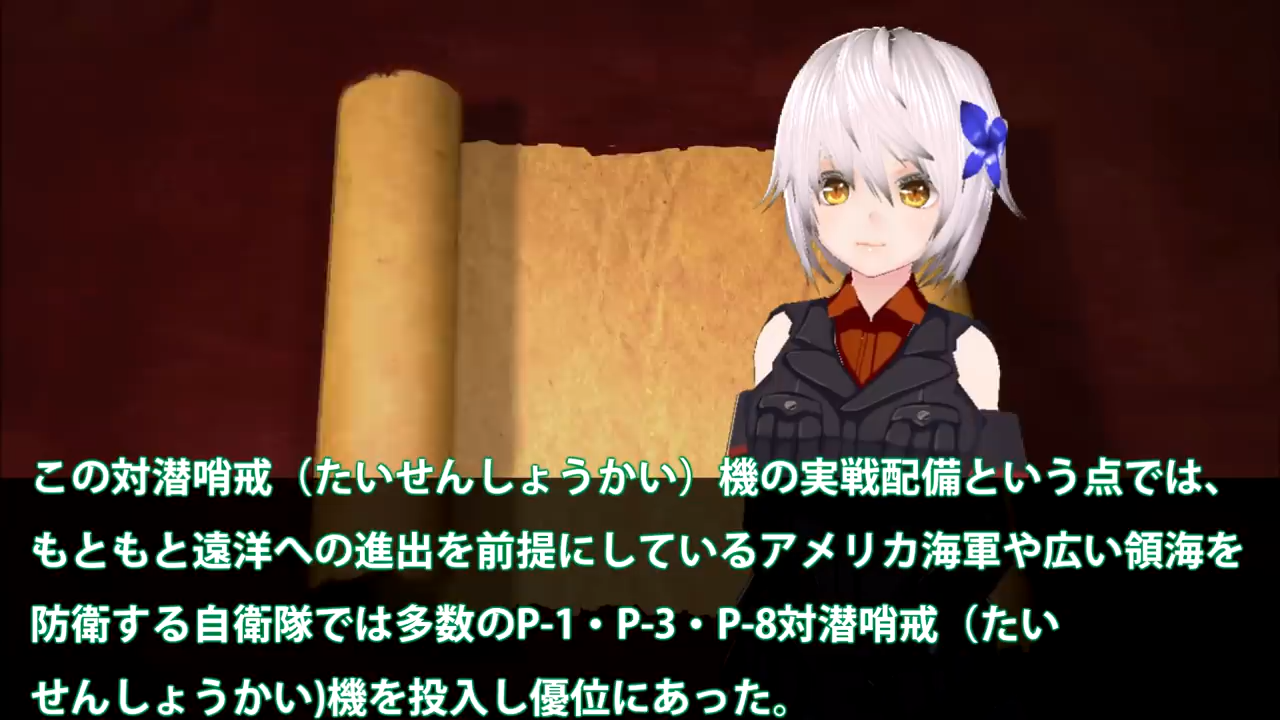 この対潜哨戒（たいせんしょうかい）機の実戦配備という点では、
もともと遠洋への進出を前提にしているアメリカ海軍や広い領海を
防衛する自衛隊では多数のP-1・P-3・P-8対潜哨戒（たい
せんしょうかい)機を投入し優位にあった。